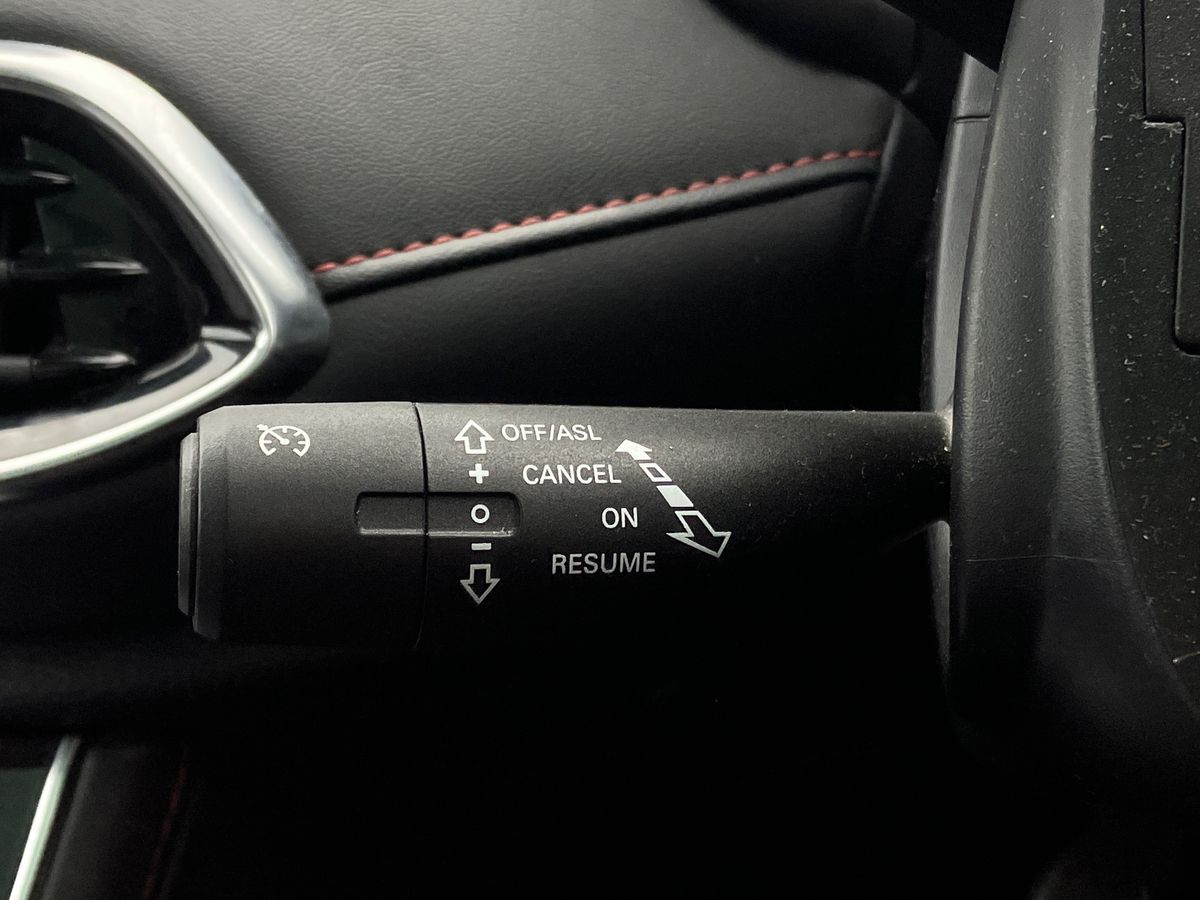 OFF/ASL
+ CANCEL
O ON
− RESUME